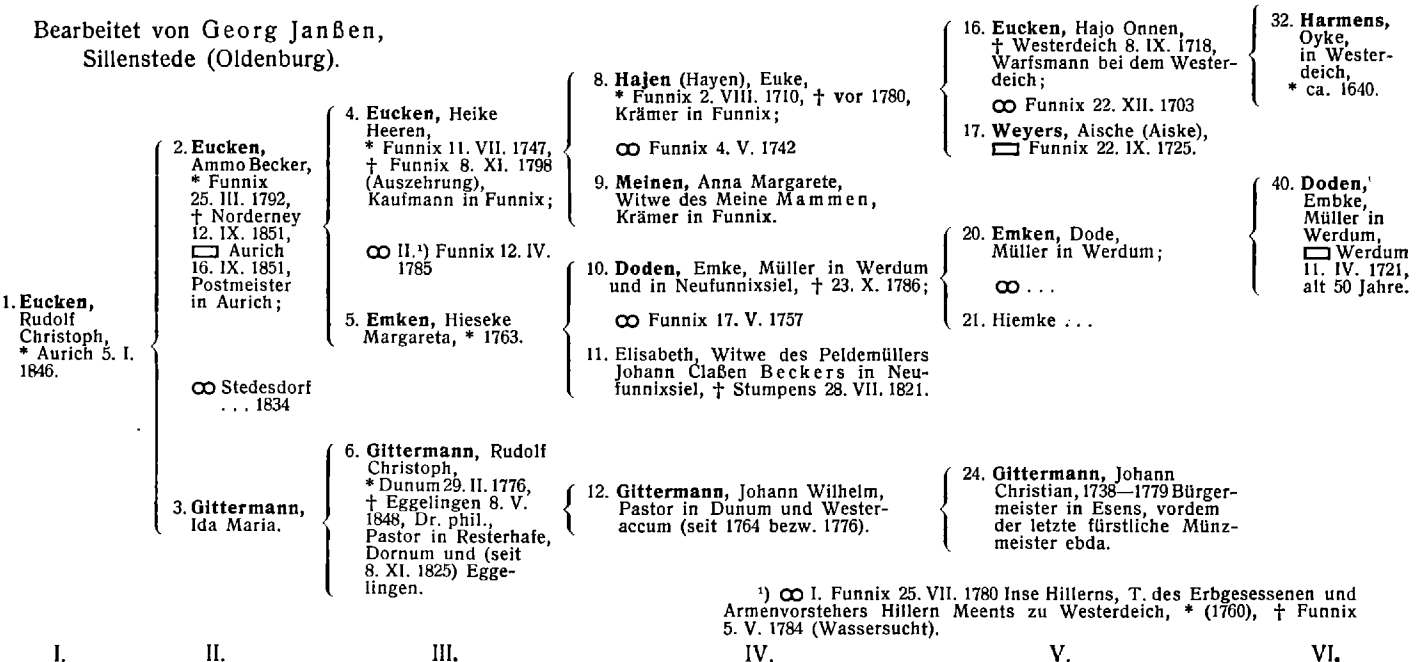 Bearbeitet von Georg Janßen,
Sillenstede (Oldenburg).
1. Eucken,
Rudolf
Christoph,
* Aurich 5. I.
1846.
2. Eucken,
Ammo Becker,
* Funnix
25. III. 1792,
† Norderney
12. IX. 1851,
▭ Aurich
16. IX. 1851,
Postmeister
in Aurich;
⚭ Stedesdorf
. . . 1834
3. Gittermann,
Ida Maria.
4. Eucken, Heike
Heeren,
* Funnix 11. VII. 1747,
† Funnix 8. XI. 1798
(Auszehrung),
Kaufmann in Funnix;
⚭ II.¹) Funnix 12. IV.
1785
5. Emken, Hieseke
Margareta, * 1763.
6. Gittermann, Rudolf
Christoph,
* Dunum 29. II. 1776,
† Eggelingen 8. V.
1848, Dr. phil.,
Pastor in Resterhafe,
Dornum und (seit
8. XI. 1825) Egge-
lingen.
8. Hajen (Hayen), Euke,
* Funnix 2. VIII. 1710, † vor 1780,
Krämer in Funnix;
⚭ Funnix 4. V. 1742
9. Meinen, Anna Margarete,
Witwe des Meine Mammen,
Krämer in Funnix.
10. Doden, Emke, Müller in Werdum
und in Neufunnixsiel, † 23. X. 1786;
⚭ Funnix 17. V. 1757
11. Elisabeth, Witwe des Peldemüllers
Johann Claßen Beckers in Neu-
funnixsiel, † Stumpens 28. VII. 1821.
12. Gittermann, Johann Wilhelm,
Pastor in Dunum und Wester-
accum (seit 1764 bezw. 1776).
16. Eucken, Hajo Onnen,
† Westerdeich 8. IX. 1718,
Warfsmann bei dem Wester-
deich;
⚭ Funnix 22. XII. 1703
17. Weyers, Aische (Aiske),
▭ Funnix 22. IX. 1725.
20. Emken, Dode,
Müller in Werdum;
⚭ . . .
21. Hiemke . . .
24. Gittermann, Johann
Christian, 1738—1779 Bürger-
meister in Esens, vordem
der letzte fürstliche Münz-
meister ebda.
32. Harmens,
Oyke,
in Wester-
deich,
* ca. 1640.
40. Doden,
Embke,
Müller in
Werdum,
▭ Werdum
11. IV. 1721,
alt 50 Jahre.
¹) ⚭ I. Funnix 25. VII. 1780 Inse Hillerns, T. des Erbgesessenen und
Armenvorstehers Hillern Meents zu Westerdeich, * (1760), † Funnix
5. V. 1784 (Wassersucht).
I. II. III. IV. V. VI.